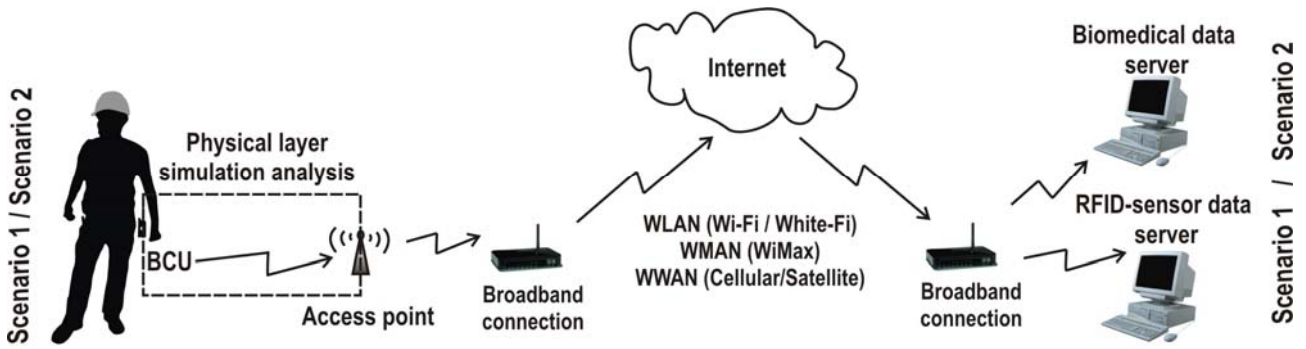 Scenario 1 / Scenario 2
Physical layer
simulation analysis
BCU
Access point
Broadband
connection
Internet
WLAN (Wi-Fi / White-Fi)
WMAN (WiMax)
WWAN (Cellular/Satellite)
Broadband
connection
Biomedical data
server
RFID-sensor data
server
Scenario 1 / Scenario 2